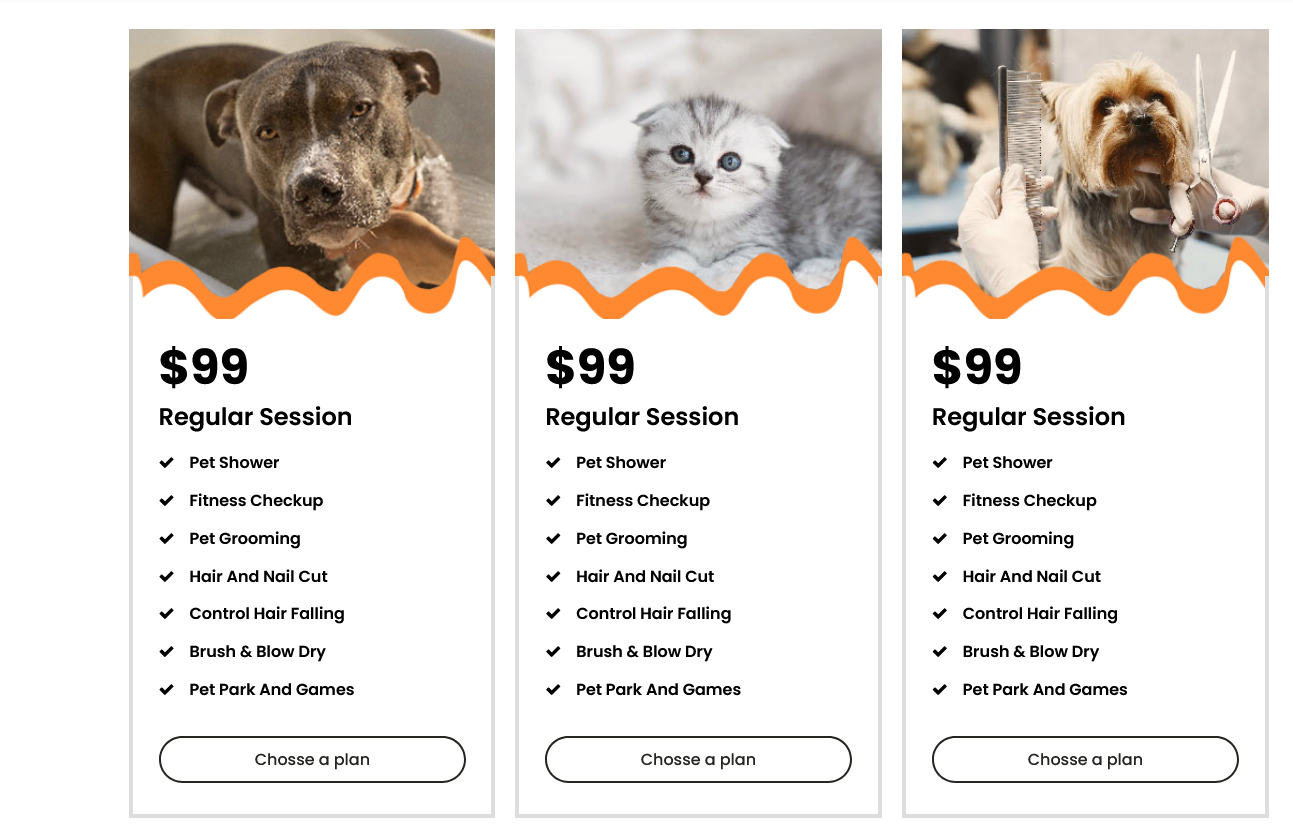 $99
Regular Session
Pet Shower
Fitness Checkup
Pet Grooming
Hair And Nail Cut
Control Hair Falling
Brush & Blow Dry
Pet Park And Games
Chosse a plan
$99
Regular Session
Pet Shower
Fitness Checkup
Pet Grooming
Hair And Nail Cut
Control Hair Falling
Brush & Blow Dry
Pet Park And Games
Chosse a plan
$99
Regular Session
Pet Shower
Fitness Checkup
Pet Grooming
Hair And Nail Cut
Control Hair Falling
Brush & Blow Dry
Pet Park And Games
Chosse a plan